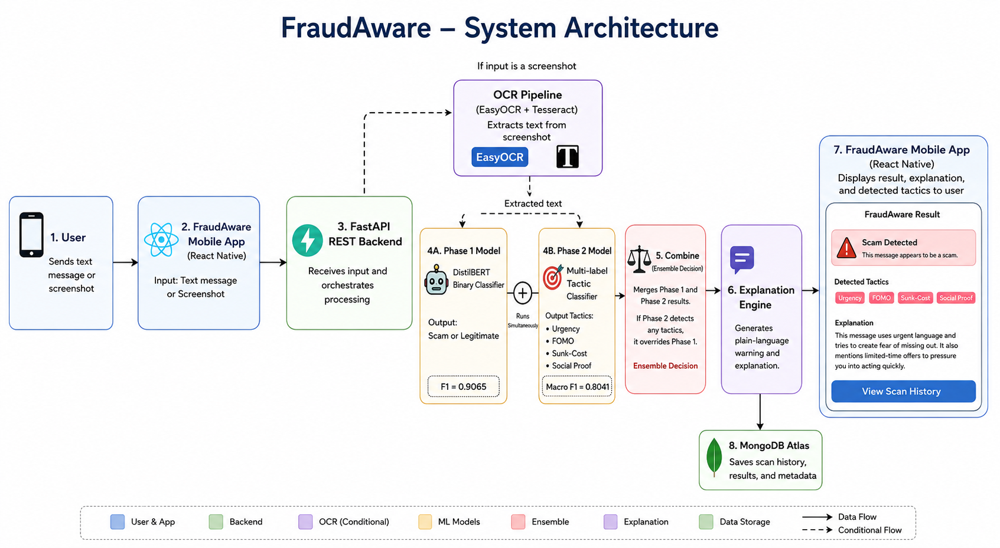 FraudAware – System Architecture
If input is a screenshot
OCR Pipeline
(EasyOCR + Tesseract)
Extracts text from
screenshot
EasyOCR
T
Extracted text
1. User
Sends text
message or
screenshot
2. FraudAware
Mobile App
(React Native)
Input: Text message
or Screenshot
3. FastAPI
REST Backend
Receives input and
orchestrates
processing
4A. Phase 1 Model
DistilBERT
Binary Classifier
Output:
Scam or Legitimate
F1 = 0.9065
Runs
Simultaneously
4B. Phase 2 Model
Multi-label
Tactic
Classifier
Output Tactics:
• Urgency
• FOMO
• Sunk-Cost
• Social Proof
Macro F1 = 0.8041
5. Combine
(Ensemble Decision)
Merges Phase 1 and
Phase 2 results.
If Phase 2 detects
any tactics,
it overrides Phase 1.
Ensemble Decision
6. Explanation
Engine
Generates
plain-language
warning and
explanation.
7. FraudAware Mobile App
(React Native)
Displays result, explanation,
and detected tactics to user
FraudAware Result
Scam Detected
This message appears to be a scam.
Detected Tactics
Urgency FOMO Sunk-Cost Social Proof
Explanation
This message uses urgent language and
tries to create fear of missing out. It also
mentions limited-time offers to pressure
you into acting quickly.
View Scan History
8. MongoDB Atlas
Saves scan history,
results, and metadata
User & App
Backend
OCR (Conditional)
ML Models
Ensemble
Explanation
Data Storage
Data Flow
Conditional Flow